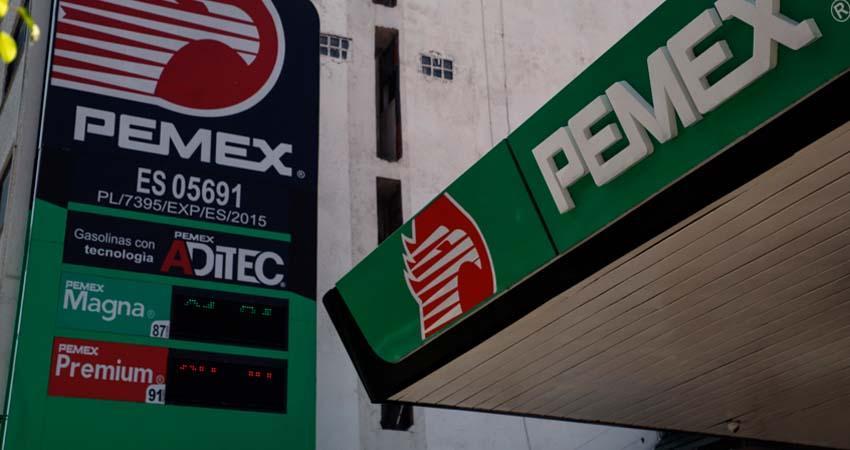 PEMEX®
ES 05691
PL/7395/EXP/ES/2015
Gasolinas con
tecnologia
PEMEX
ADITEC®
PEMEX
Magna®
87
PEMEX
Premium®
91
PEMEX®